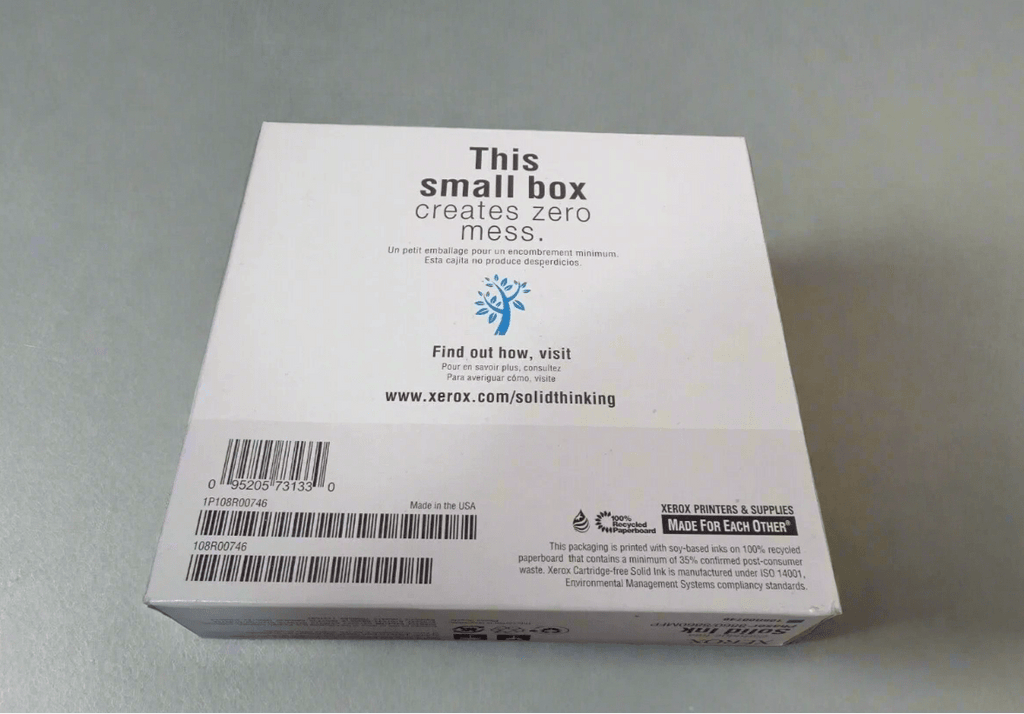 This
small box
creates zero
mess.
Un petit emballage pour un encombrement minimum.
Esta cajita no produce desperdicios.
Find out how, visit
Pour en savoir plus, consultez
Para averiguar cómo, visite
www.xerox.com/solidthinking
0 95205 73133 0
1P108R00746
Made in the USA
108R00746
100%
Recycled
Paperboard
XEROX PRINTERS & SUPPLIES
MADE FOR EACH OTHER®
This packaging is printed with soy-based inks on 100% recycled
paperboard that contains a minimum of 35% confirmed post-consumer
waste. Xerox Cartridge-free Solid Ink is manufactured under ISO 14001,
Environmental Management Systems compliancy standards.
Solid Ink
XEROX